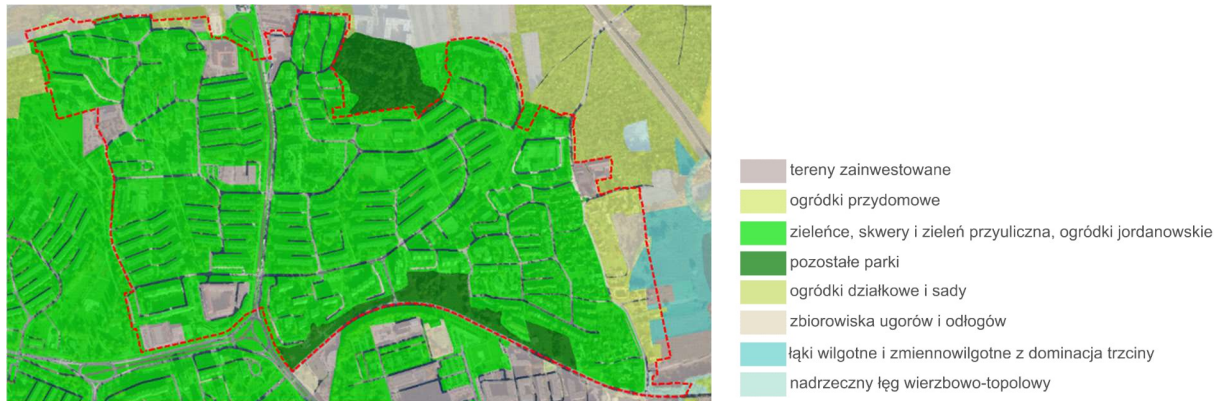 tereny zainwestowane
ogródki przydomowe
zieleńce, skwery i zieleń przyuliczna, ogródki jordanowskie
pozostałe parki
ogródki działkowe i sady
zbiorowiska ugorów i odłogów
łąki wilgotne i zmiennowilgotne z dominacja trzciny
nadrzeczny łęg wierzbowo-topolowy